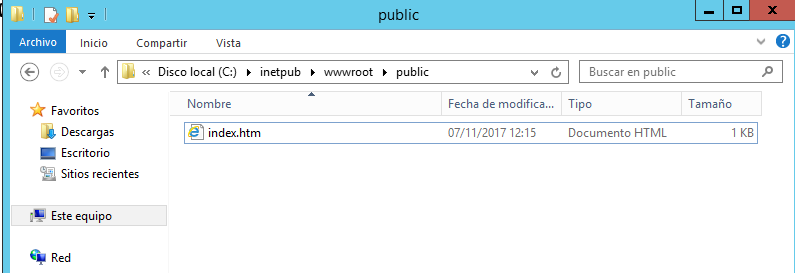 public
Archivo Inicio Compartir Vista
« Disco local (C:) inetpub wwwroot public Buscar en public
Favoritos
Descargas
Escritorio
Sitios recientes
Este equipo
Red
Nombre Fecha de modifica... Tipo Tamaño
index.htm 07/11/2017 12:15 Documento HTML 1 KB